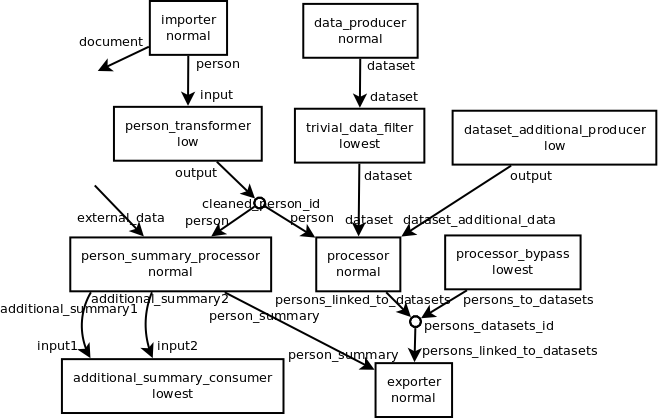 importer
normal
data_producer
normal
document
person
dataset
input
dataset
person_transformer
low
trivial_data_filter
lowest
dataset_additional_producer
low
output
dataset
output
cleaned_person_id
external_data
person
person
dataset
dataset_additional_data
person_summary_processor
normal
processor
normal
processor_bypass
lowest
additional_summary1
additional_summary2
persons_linked_to_datasets
persons_to_datasets
person_summary
persons_datasets_id
input1
input2
person_summary
persons_linked_to_datasets
additional_summary_consumer
lowest
exporter
normal